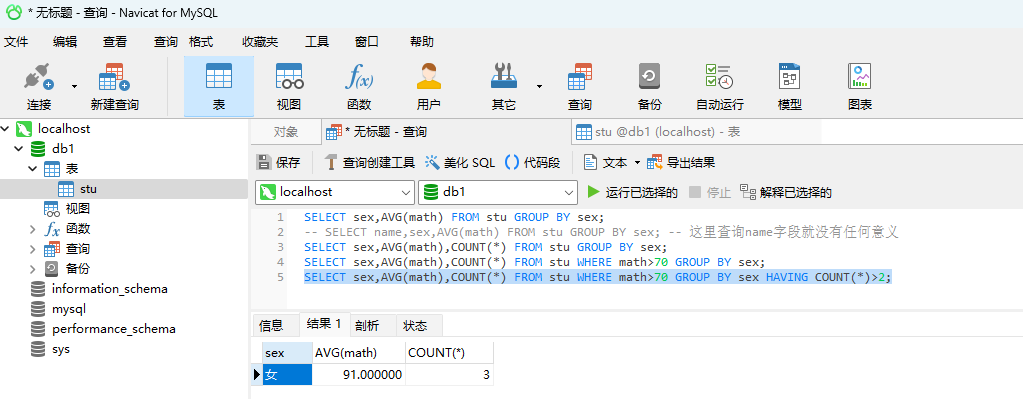 * 无标题 - 查询 - Navicat for MySQL
文件 编辑 查看 查询 格式 收藏夹 工具 窗口 帮助
连接 新建查询 表 视图 函数 用户 其它 查询 备份 自动运行 模型 图表
localhost
db1
表
stu
视图
函数
查询
备份
information_schema
mysql
performance_schema
sys
对象 * 无标题 - 查询 stu @db1 (localhost) - 表
保存 查询创建工具 美化 SQL 代码段 文本 导出结果
localhost db1 运行已选择的 停止 解释已选择的
1 SELECT sex,AVG(math) FROM stu GROUP BY sex;
2 -- SELECT name,sex,AVG(math) FROM stu GROUP BY sex; -- 这里查询name字段就没有任何意义
3 SELECT sex,AVG(math),COUNT(*) FROM stu GROUP BY sex;
4 SELECT sex,AVG(math),COUNT(*) FROM stu WHERE math>70 GROUP BY sex;
5 SELECT sex,AVG(math),COUNT(*) FROM stu WHERE math>70 GROUP BY sex HAVING COUNT(*)>2;
信息 结果 1 剖析 状态
sex AVG(math) COUNT(*)
女 91.000000 3